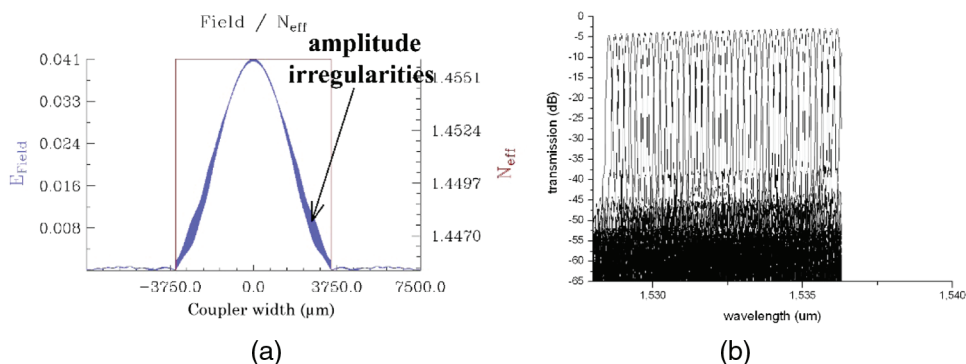 Field / Neff
amplitude
irregularities
0.041
0.033
0.024
0.016
0.008
EField
1.4551
1.4524
1.4497
1.4470
Neff
−3750.0 0.0 3750.0 7500.0
Coupler width (µm)
(a)
0
-5
-10
-15
-20
-25
-30
-35
-40
-45
-50
-55
-60
-65
transmission (dB)
1,530 1,535 1,540
wavelength (um)
(b)